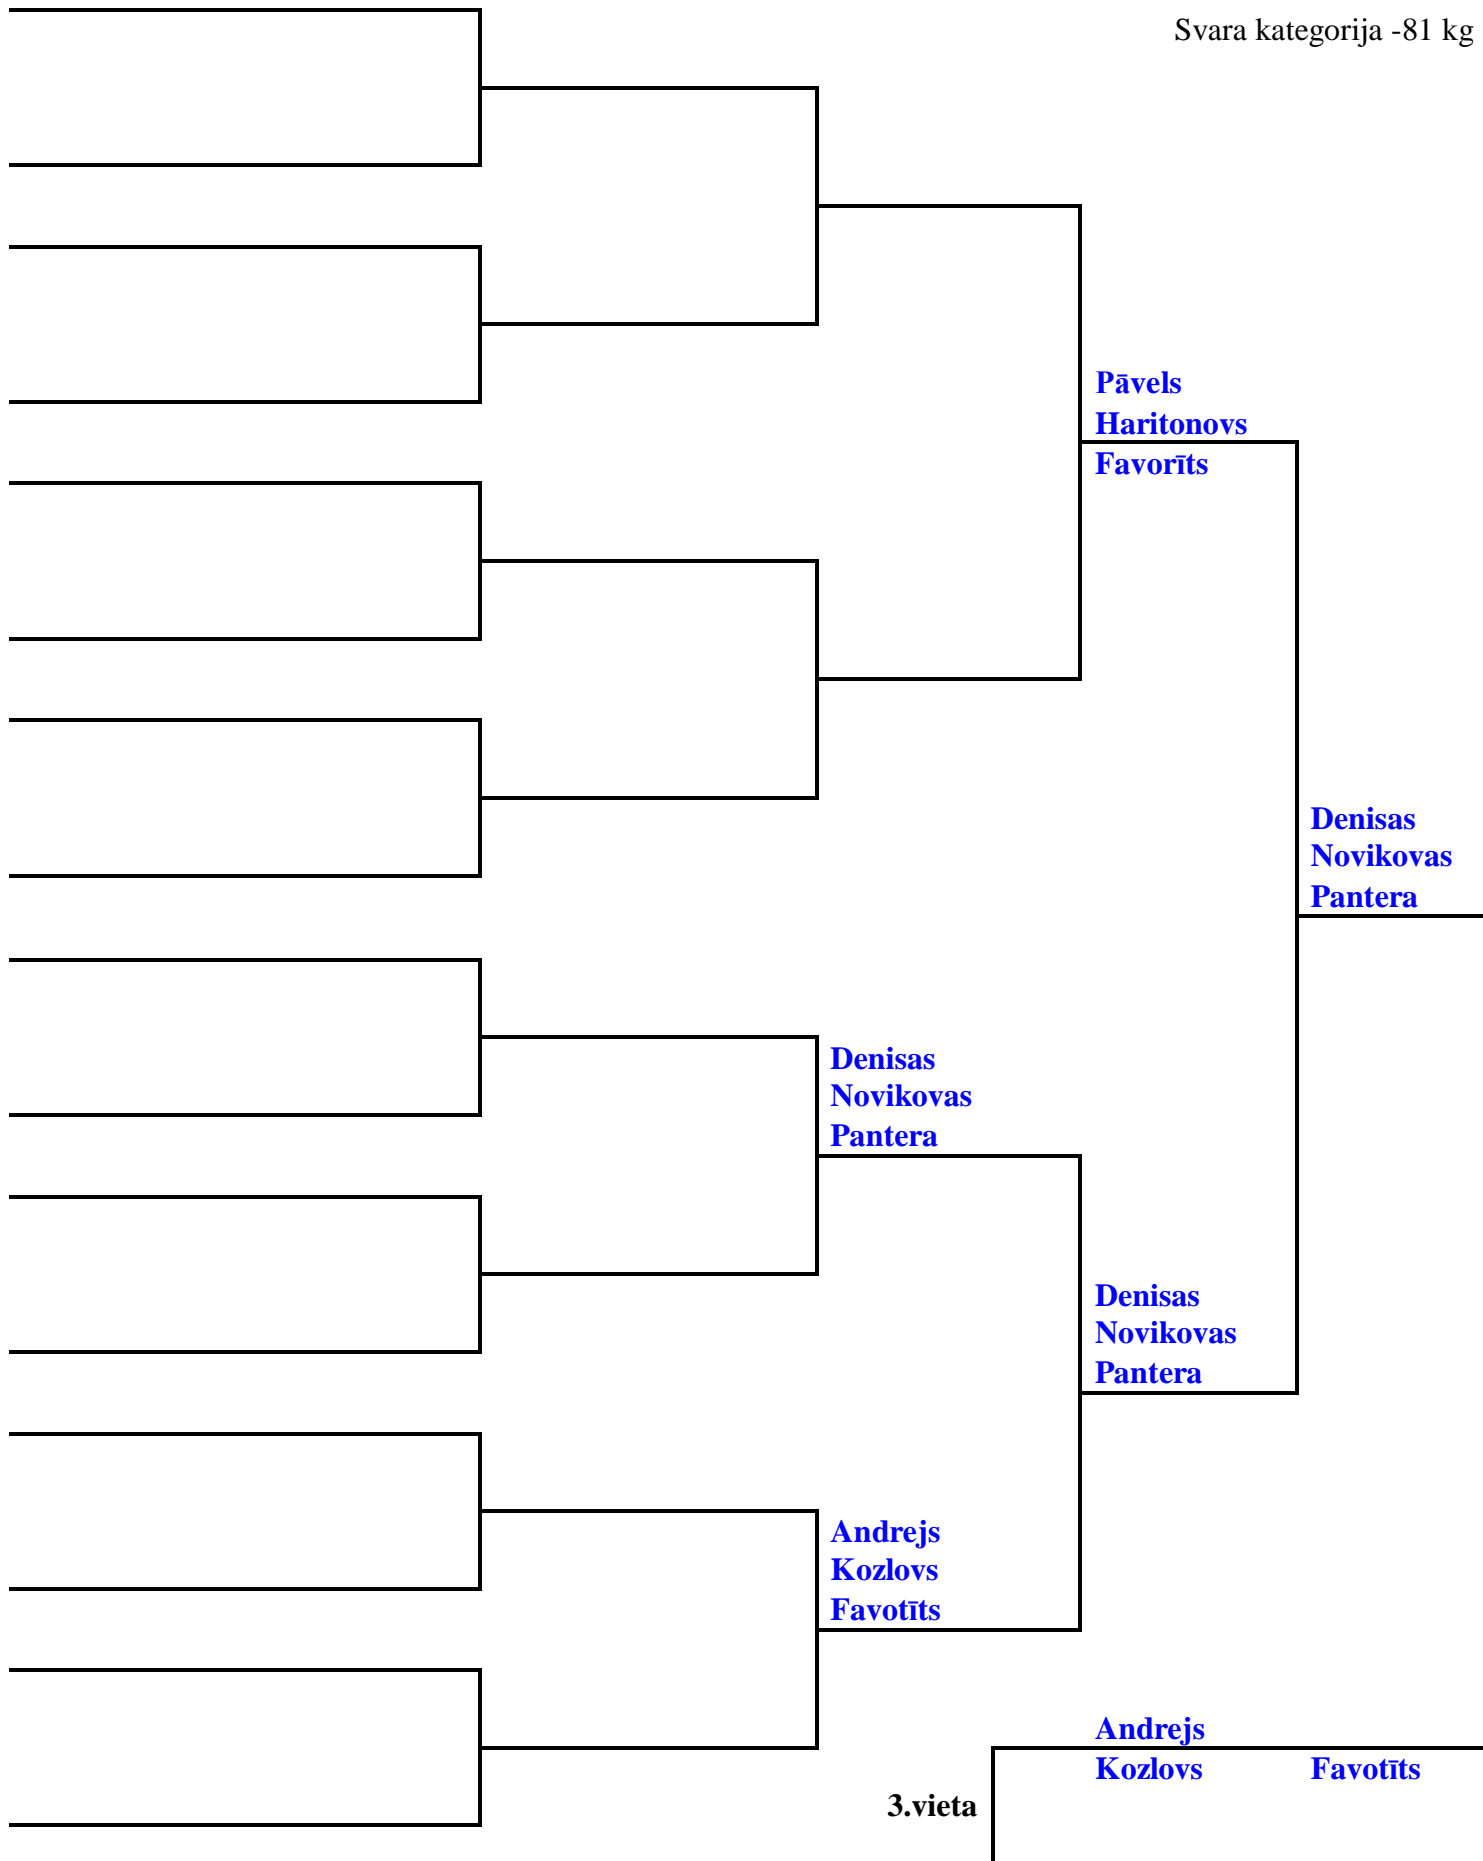 Svara kategorija -81 kg
Pāvels
Haritonovs
Favorīts
Denisas
Novikovas
Pantera
Denisas
Novikovas
Pantera
Denisas
Novikovas
Pantera
Andrejs
Kozlovs
Favotīts
Andrejs
Kozlovs Favotīts
3.vieta